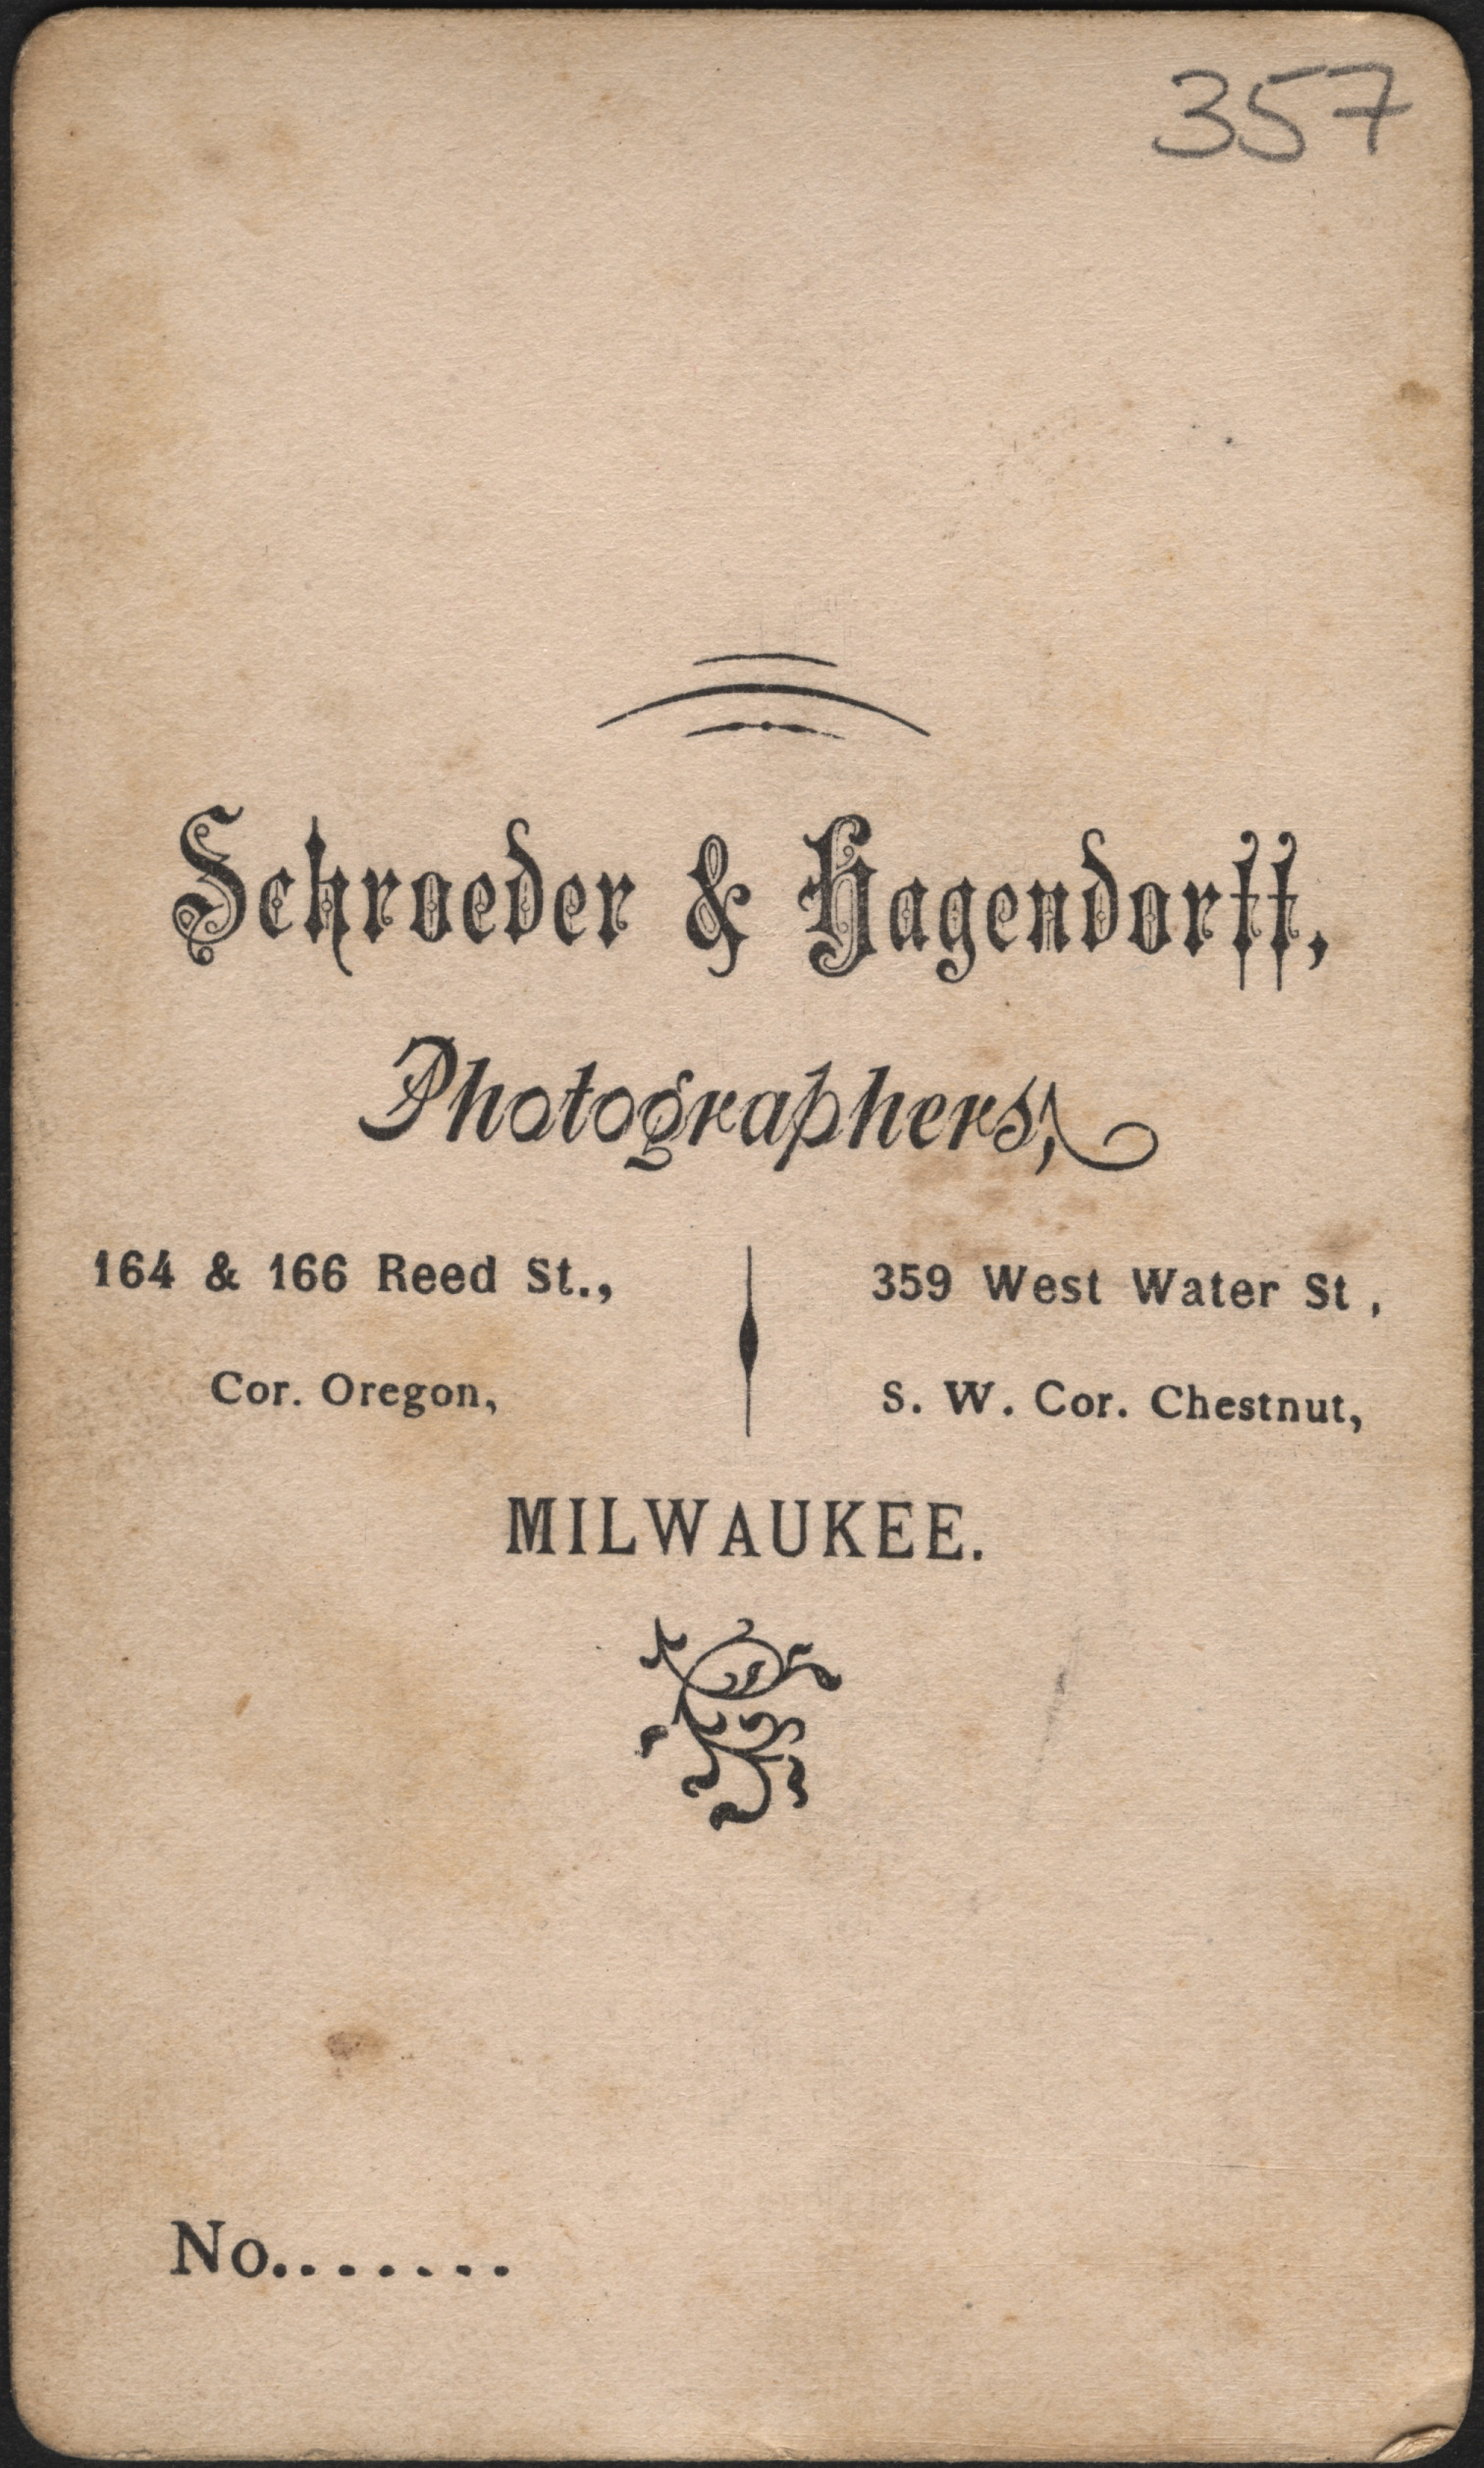 357
Schroeder & Hagendorff,
Photographers,
164 & 166 Reed St.,
Cor. Oregon,
359 West Water St ,
S. W. Cor. Chestnut,
MILWAUKEE.
No........